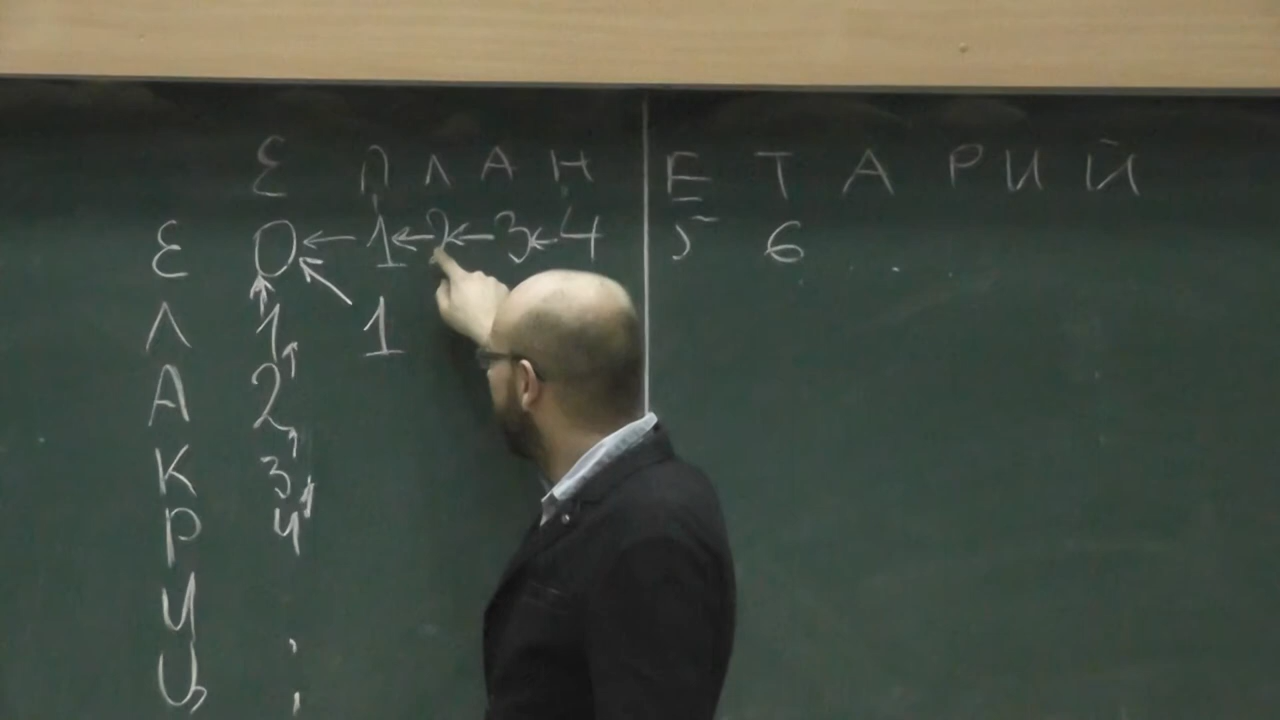 ε П Л А Н Е Т А Р И Й
ε 0 ← 1 ← 2 ← 3 ← 4 5 6
Л 1 1
А 2
К 3
Р 4
И
Ц